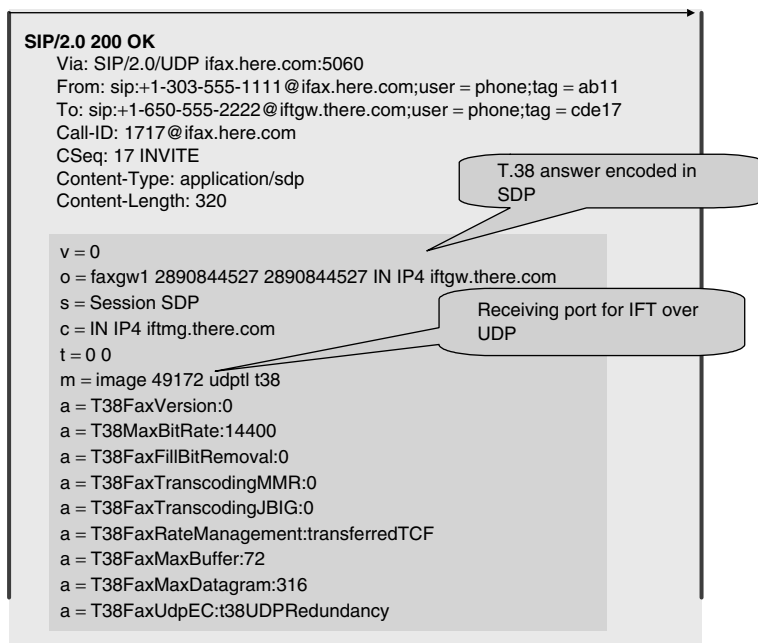 SIP/2.0 200 OK
Via: SIP/2.0/UDP ifax.here.com:5060
From: sip:+1-303-555-1111@ifax.here.com;user = phone;tag = ab11
To: sip:+1-650-555-2222@iftgw.there.com;user = phone;tag = cde17
Call-ID: 1717@ifax.here.com
CSeq: 17 INVITE
Content-Type: application/sdp
Content-Length: 320
T.38 answer encoded in
SDP
v = 0
o = faxgw1 2890844527 2890844527 IN IP4 iftgw.there.com
s = Session SDP
c = IN IP4 iftmg.there.com
t = 0 0
m = image 49172 udptl t38
Receiving port for IFT over
UDP
a = T38FaxVersion:0
a = T38MaxBitRate:14400
a = T38FaxFillBitRemoval:0
a = T38FaxTranscodingMMR:0
a = T38FaxTranscodingJBIG:0
a = T38FaxRateManagement:transferredTCF
a = T38FaxMaxBuffer:72
a = T38FaxMaxDatagram:316
a = T38FaxUdpEC:t38UDPRedundancy